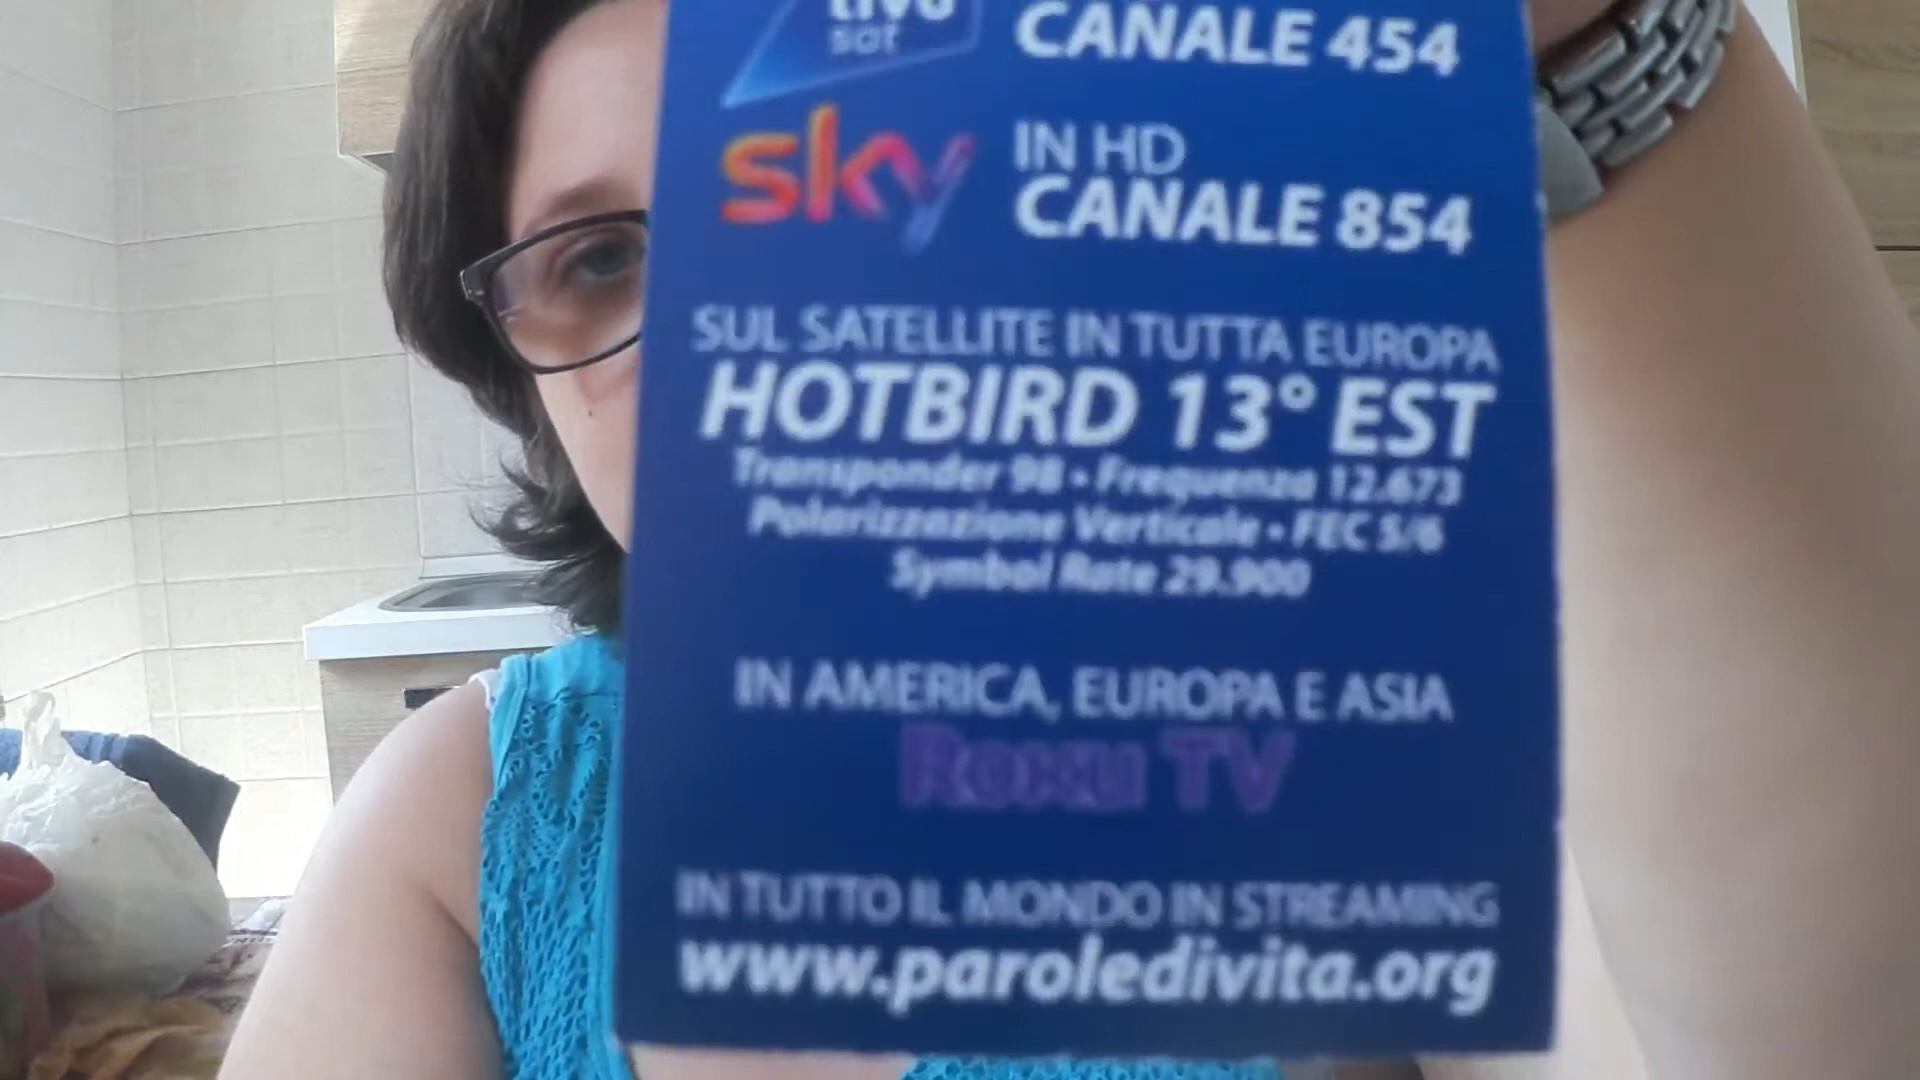 tivù
sat
CANALE 454
sky
IN HD
CANALE 854
SUL SATELLITE IN TUTTA EUROPA
HOTBIRD 13° EST
Transponder 98 • Frequenza 12.673
Polarizzazione Verticale • FEC 5/6
Symbol Rate 29.900
IN AMERICA, EUROPA E ASIA
ROKU TV
IN TUTTO IL MONDO IN STREAMING
www.paroledivita.org